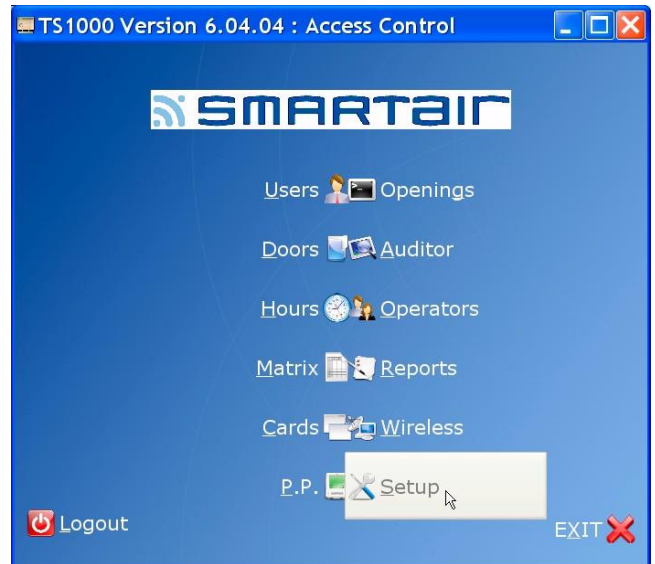 TS1000 Version 6.04.04 : Access Control
SMARTair
Users Openings
Doors Auditor
Hours Operators
Matrix Reports
Cards Wireless
P.P. Setup
Logout
EXIT